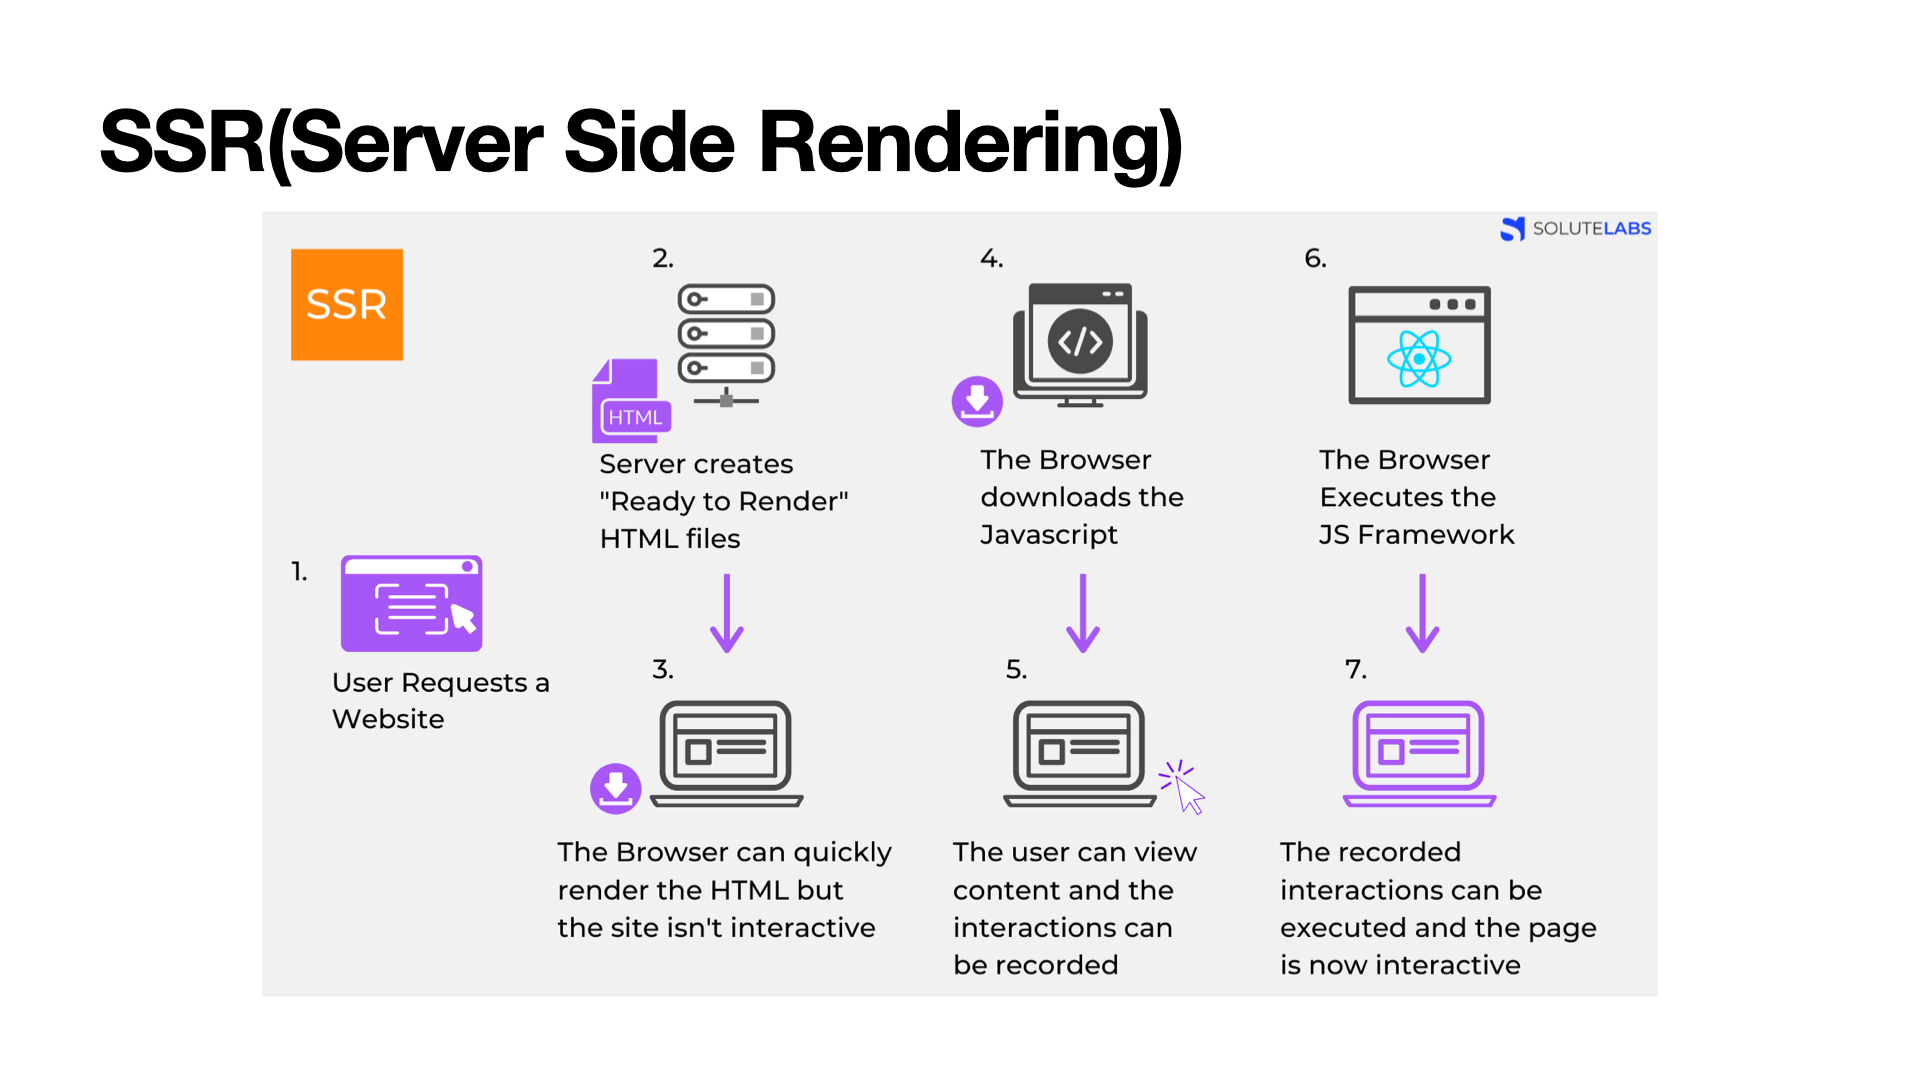 SSR(Server Side Rendering)
SOLUTELABS
SSR
1.
User Requests a
Website
2.
HTML
Server creates
"Ready to Render"
HTML files
3.
The Browser can quickly
render the HTML but
the site isn't interactive
4.
</>
The Browser
downloads the
Javascript
5.
The user can view
content and the
interactions can
be recorded
6.
The Browser
Executes the
JS Framework
7.
The recorded
interactions can be
executed and the page
is now interactive